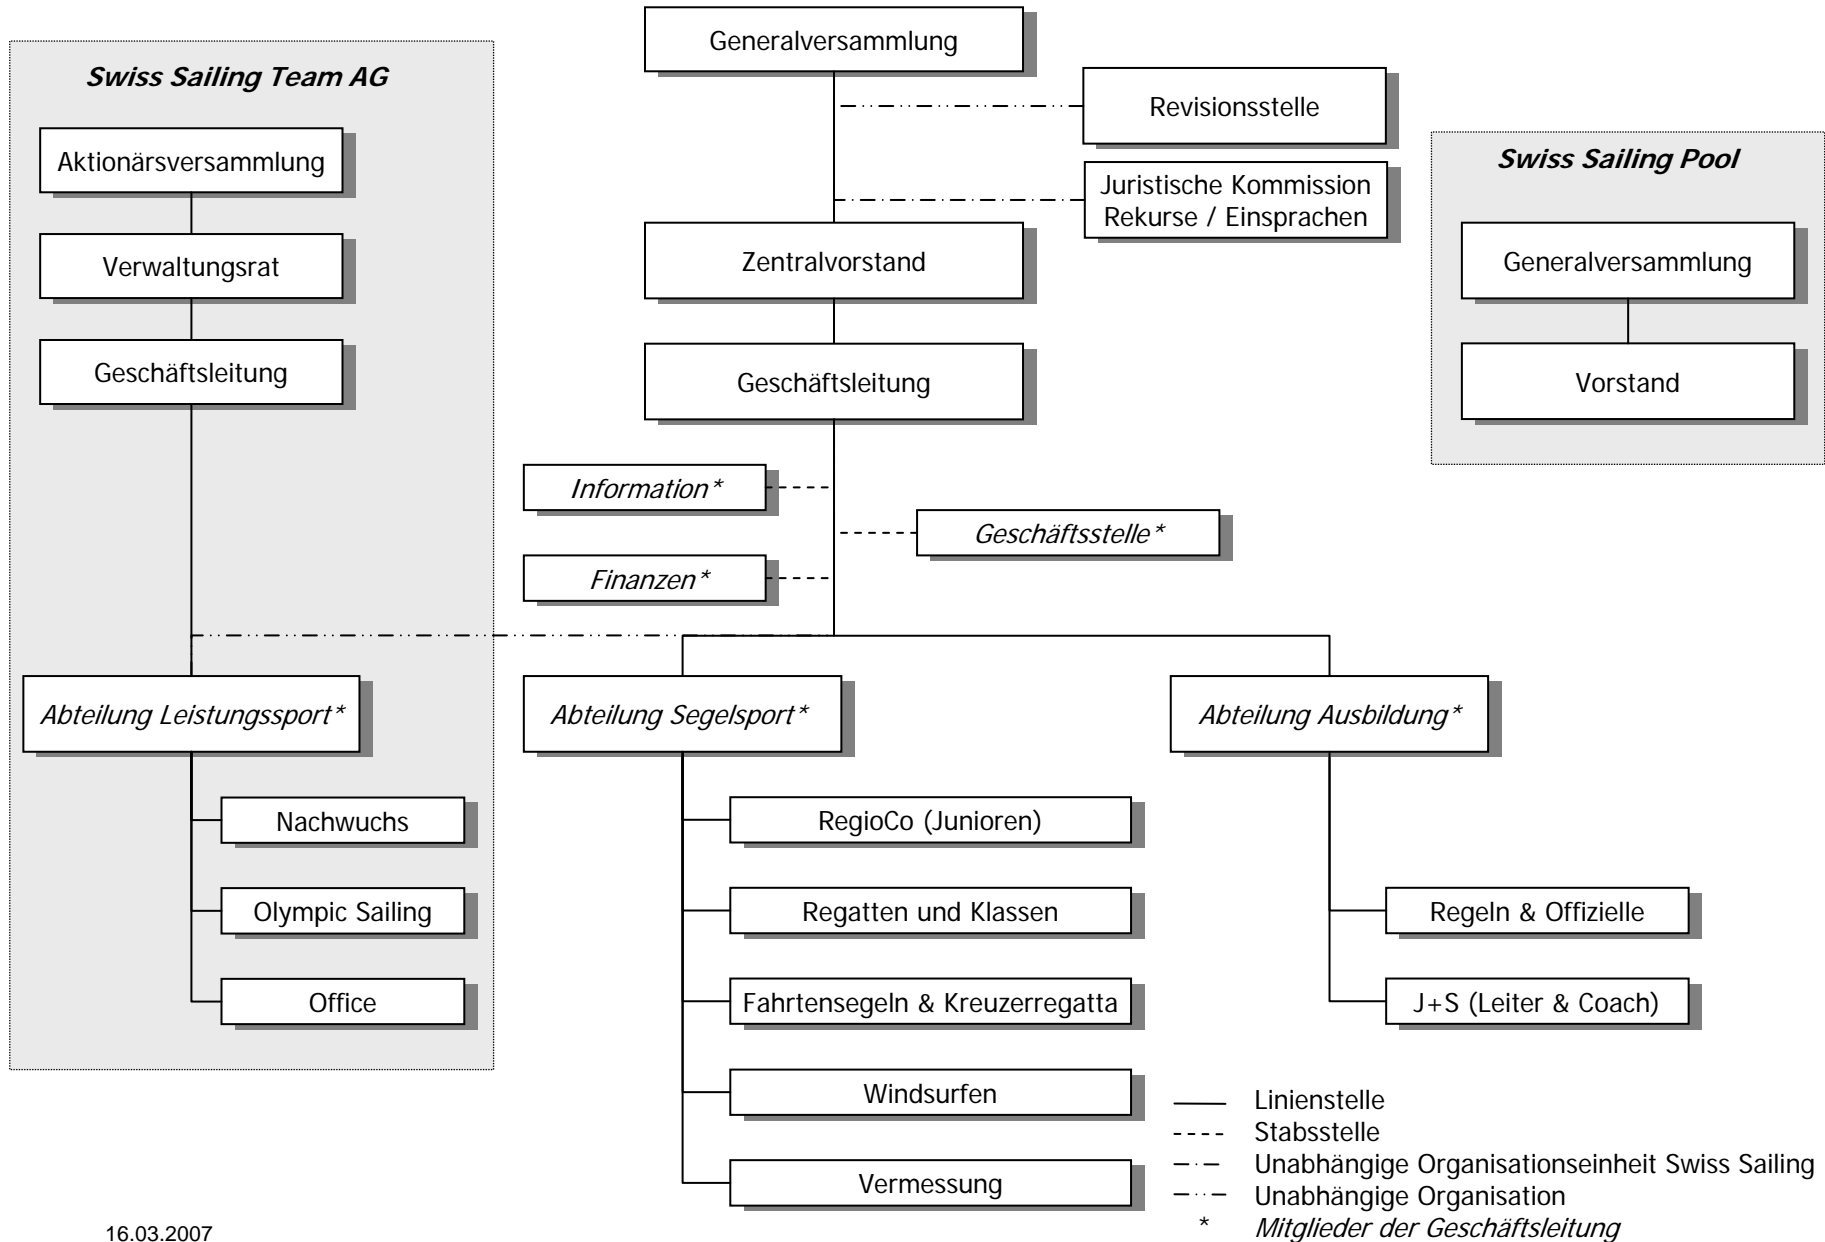 Generalversammlung
Swiss Sailing Team AG
Revisionsstelle
Aktionärsversammlung
Swiss Sailing Pool
Juristische Kommission
Rekurse / Einsprachen
Verwaltungsrat
Zentralvorstand
Generalversammlung
Geschäftsleitung
Geschäftsleitung
Vorstand
Information*
Geschäftsstelle*
Finanzen*
Abteilung Leistungssport*
Abteilung Segelsport*
Abteilung Ausbildung*
Nachwuchs
RegioCo (Junioren)
Olympic Sailing
Regatten und Klassen
Regeln & Offizielle
Office
Fahrtensegeln & Kreuzerregatta
J+S (Leiter & Coach)
Windsurfen
Vermessung
Linienstelle
Stabsstelle
Unabhängige Organisationseinheit Swiss Sailing
Unabhängige Organisation
* Mitglieder der Geschäftsleitung
16.03.2007